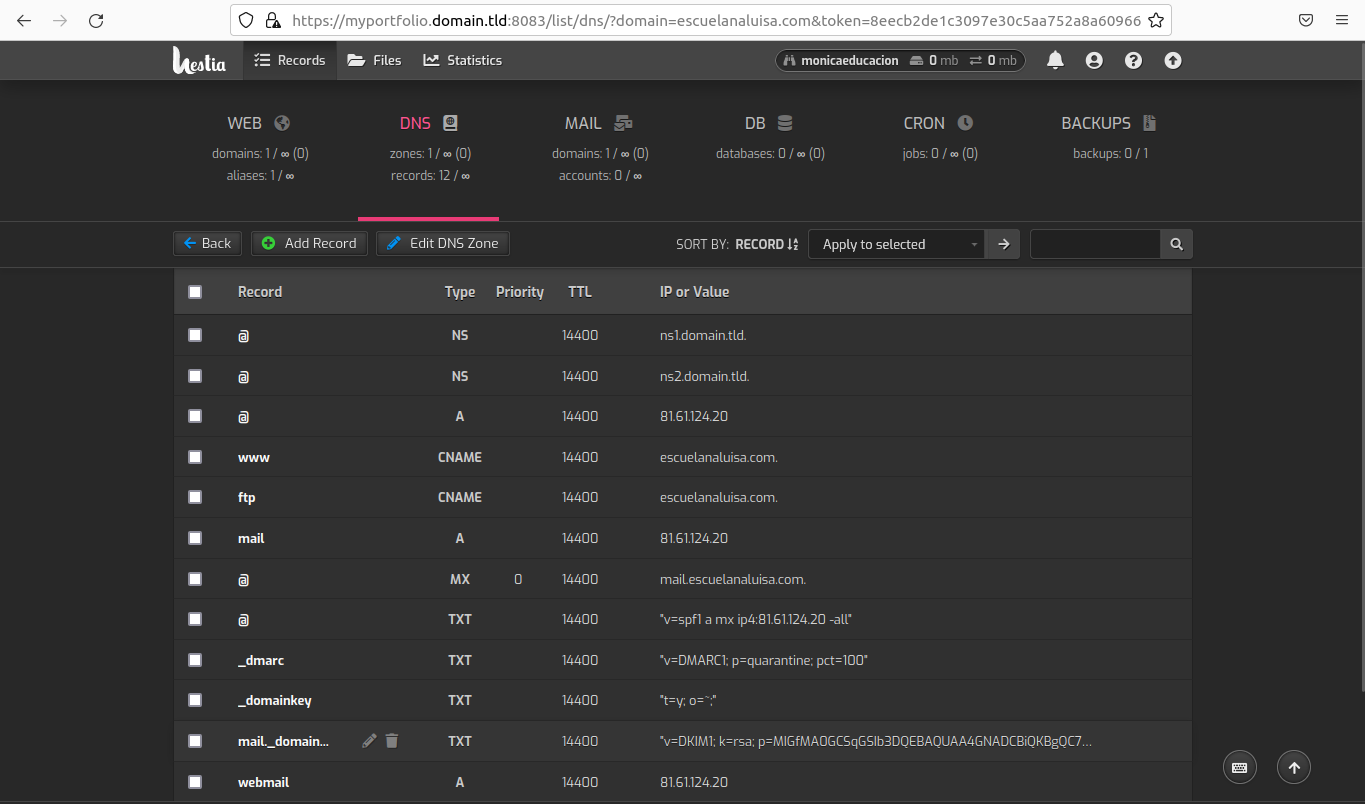 https://myportfolio.domain.tld:8083/list/dns/?domain=escuelanaluisa.com&token=8eecb2de1c3097e30c5aa752a8a60966
hestia Records Files Statistics monicaeducacion 0 mb 0 mb
WEB DNS MAIL DB CRON BACKUPS
domains: 1 / ∞ (0) zones: 1 / ∞ (0) domains: 1 / ∞ (0) databases: 0 / ∞ (0) jobs: 0 / ∞ (0) backups: 0 / 1
aliases: 1 / ∞ records: 12 / ∞ accounts: 0 / ∞
Back Add Record Edit DNS Zone SORT BY: RECORD Apply to selected
Record Type Priority TTL IP or Value
@ NS 14400 ns1.domain.tld.
@ NS 14400 ns2.domain.tld.
@ A 14400 81.61.124.20
www CNAME 14400 escuelanaluisa.com.
ftp CNAME 14400 escuelanaluisa.com.
mail A 14400 81.61.124.20
@ MX 0 14400 mail.escuelanaluisa.com.
@ TXT 14400 "v=spf1 a mx ip4:81.61.124.20 -all"
_dmarc TXT 14400 "v=DMARC1; p=quarantine; pct=100"
_domainkey TXT 14400 "t=y; o=~;"
mail._domain... TXT 14400 "v=DKIM1; k=rsa; p=MIGfMA0GCSqGSIb3DQEBAQUAA4GNADCBiQKBgQC7...
webmail A 14400 81.61.124.20